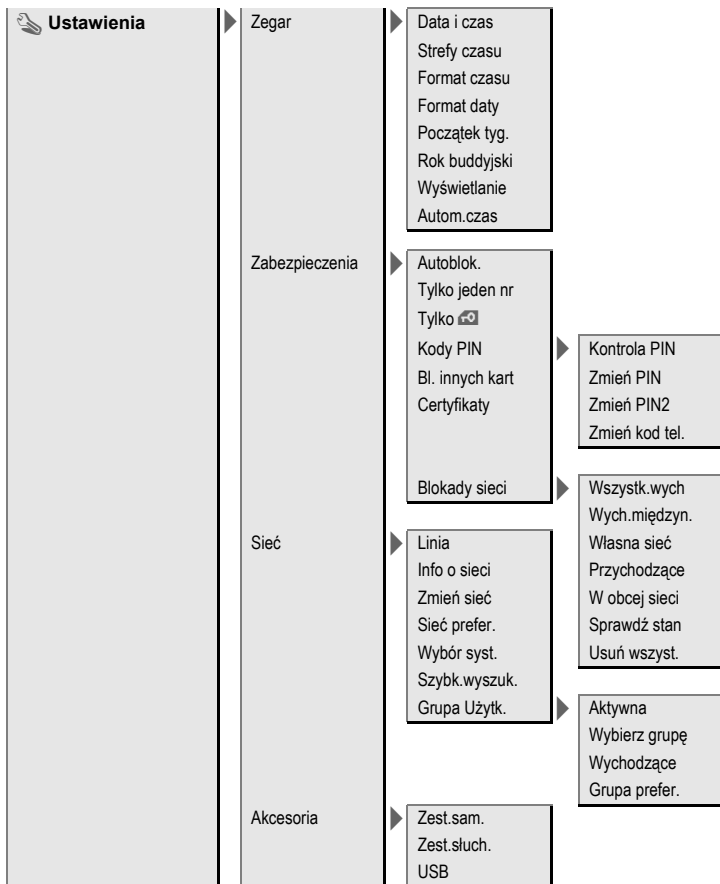 Ustawienia
Zegar
Data i czas
Strefy czasu
Format czasu
Format daty
Początek tyg.
Rok buddyjski
Wyświetlanie
Autom.czas
Zabezpieczenia
Autoblok.
Tylko jeden nr
Tylko
Kody PIN
Kontrola PIN
Zmień PIN
Zmień PIN2
Zmień kod tel.
Bl. innych kart
Certyfikaty
Blokady sieci
Wszystk.wych
Wych.międzyn.
Własna sieć
Przychodzące
W obcej sieci
Sprawdź stan
Usuń wszyst.
Sieć
Linia
Info o sieci
Zmień sieć
Sieć prefer.
Wybór syst.
Szybk.wyszuk.
Grupa Użytk.
Aktywna
Wybierz grupę
Wychodzące
Grupa prefer.
Akcesoria
Zest.sam.
Zest.słuch.
USB